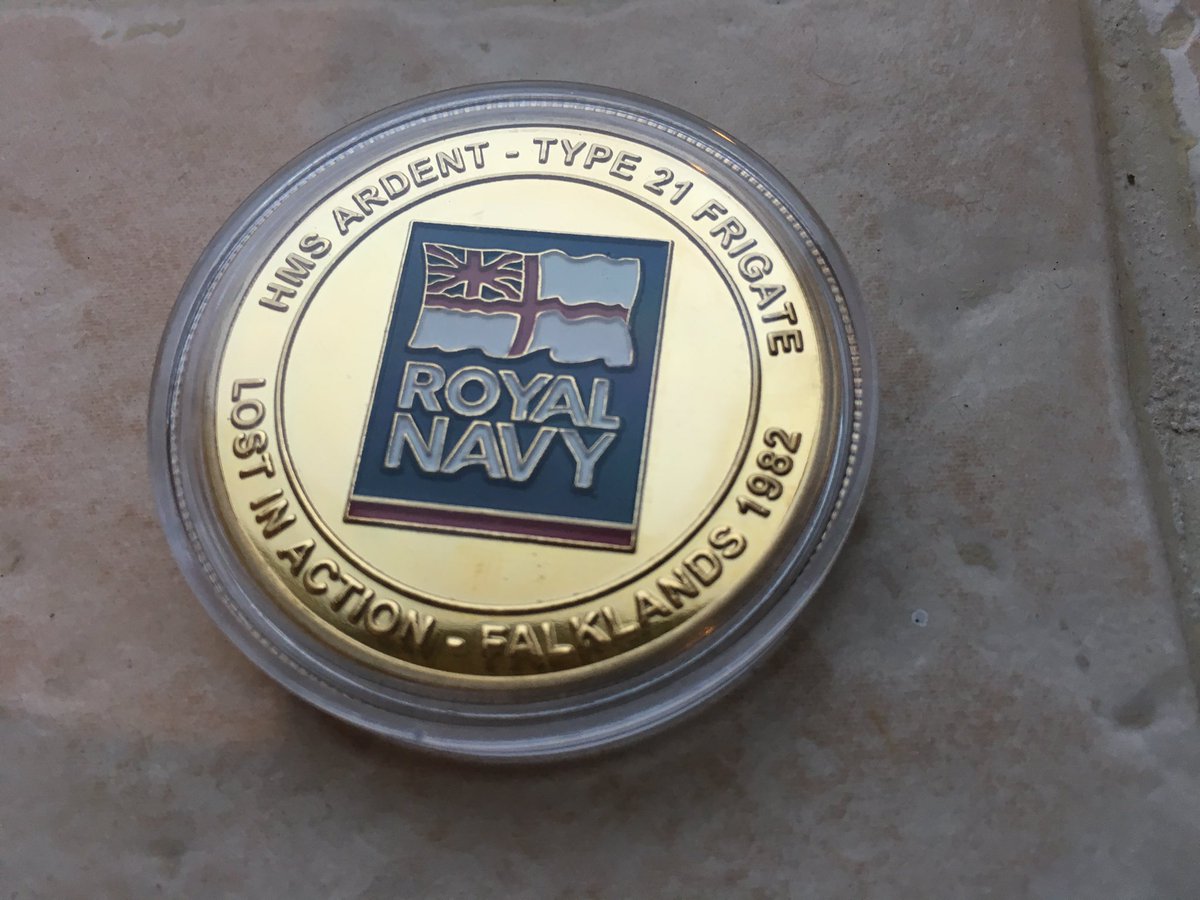 HMS ARDENT - TYPE 21 FRIGATE
ROYAL
NAVY
LOST IN ACTION - FALKLANDS 1982